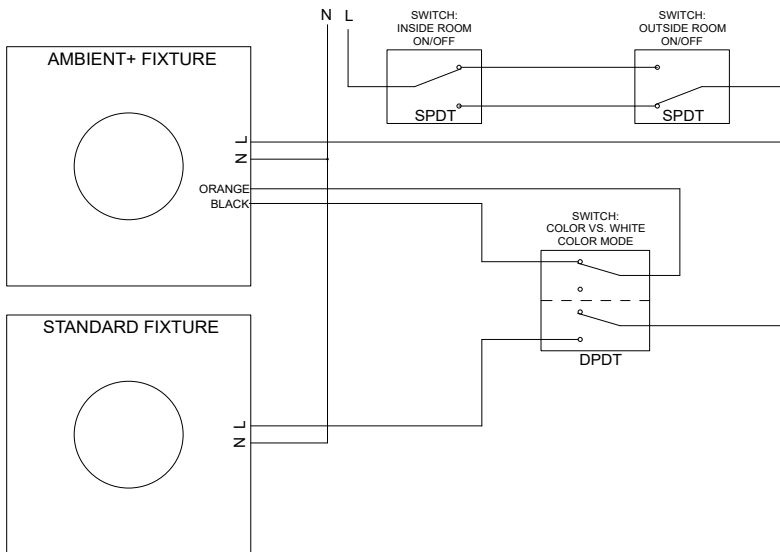 N L
SWITCH:
INSIDE ROOM
ON/OFF
SPDT
SWITCH:
OUTSIDE ROOM
ON/OFF
SPDT
AMBIENT+ FIXTURE
L
N
ORANGE
BLACK
SWITCH:
COLOR VS. WHITE
COLOR MODE
DPDT
STANDARD FIXTURE
L
N